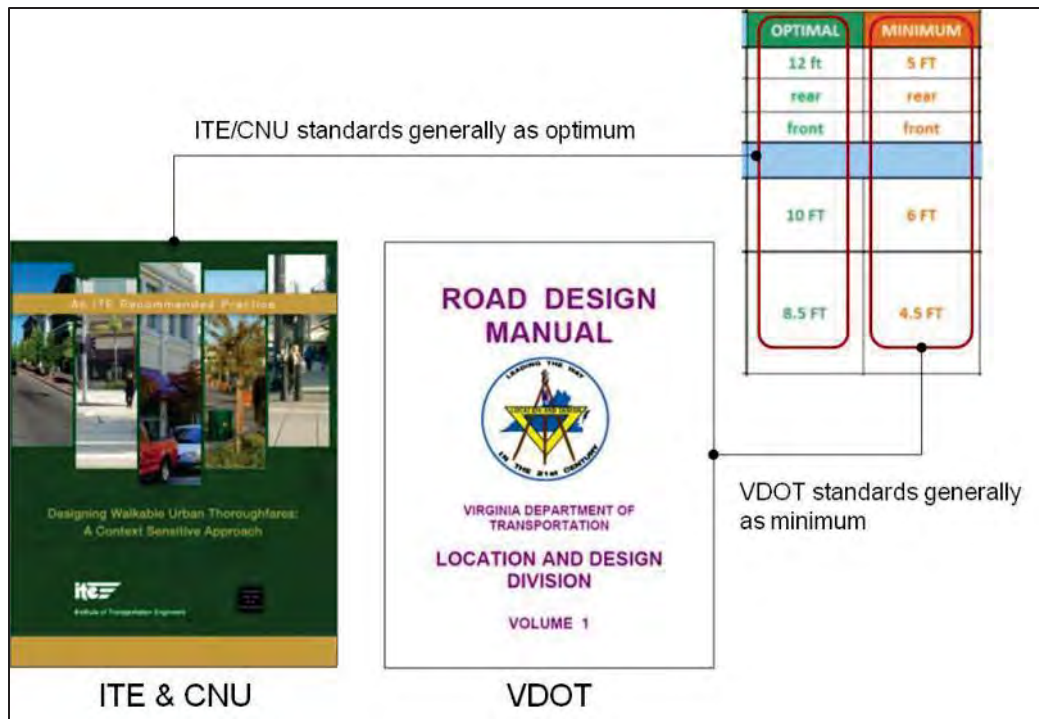 OPTIMAL MINIMUM
12 ft 5 FT
rear rear
front front
10 FT 6 FT
8.5 FT 4.5 FT
ITE/CNU standards generally as optimum
An ITE Recommended Practice
Designing Walkable Urban Thoroughfares:
A Context Sensitive Approach
ite
Institute of Transportation Engineers
ROAD DESIGN
MANUAL
LEADING THE WAY
LOCATION AND DESIGN
IN THE 21st CENTURY
VIRGINIA DEPARTMENT OF
TRANSPORTATION
LOCATION AND DESIGN
DIVISION
VOLUME 1
VDOT standards generally
as minimum
ITE & CNU
VDOT